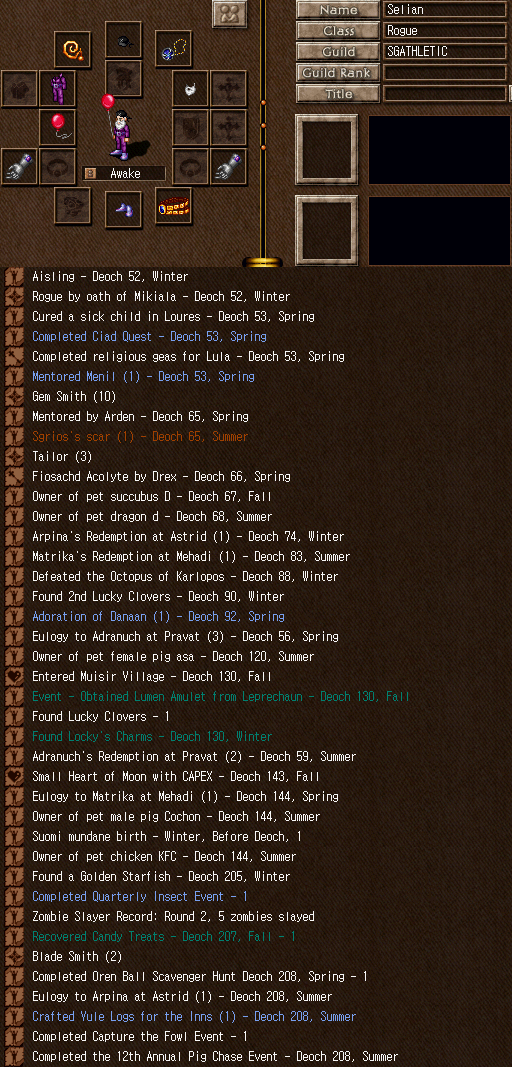 Name Selian
Class Rogue
Guild SGATHLETIC
Guild Rank
Title
Awake
Aisling - Deoch 52, Winter
Rogue by oath of Mikiala - Deoch 52, Winter
Cured a sick child in Loures - Deoch 53, Spring
Completed Ciad Quest - Deoch 53, Spring
Completed religious geas for Lula - Deoch 53, Spring
Mentored Menil (1) - Deoch 53, Spring
Gem Smith (10)
Mentored by Arden - Deoch 65, Spring
Sgrios's scar (1) - Deoch 65, Summer
Tailor (3)
Fiosachd Acolyte by Drex - Deoch 66, Spring
Owner of pet succubus D - Deoch 67, Fall
Owner of pet dragon d - Deoch 68, Summer
Arpina's Redemption at Astrid (1) - Deoch 74, Winter
Matrika's Redemption at Mehadi (1) - Deoch 83, Summer
Defeated the Octopus of Karlopos - Deoch 88, Winter
Found 2nd Lucky Clovers - Deoch 90, Winter
Adoration of Danaan (1) - Deoch 92, Spring
Eulogy to Adranuch at Pravat (3) - Deoch 56, Spring
Owner of pet female pig asa - Deoch 120, Summer
Entered Muisir Village - Deoch 130, Fall
Event - Obtained Lumen Amulet from Leprechaun - Deoch 130, Fall
Found Lucky Clovers - 1
Found Locky's Charms - Deoch 130, Winter
Adranuch's Redemption at Pravat (2) - Deoch 59, Summer
Small Heart of Moon with CAPEX - Deoch 143, Fall
Eulogy to Matrika at Mehadi (1) - Deoch 144, Spring
Owner of pet male pig Cochon - Deoch 144, Summer
Suomi mundane birth - Winter, Before Deoch, 1
Owner of pet chicken KFC - Deoch 144, Summer
Found a Golden Starfish - Deoch 205, Winter
Completed Quarterly Insect Event - 1
Zombie Slayer Record: Round 2, 5 zombies slayed
Recovered Candy Treats - Deoch 207, Fall - 1
Blade Smith (2)
Completed Oren Ball Scavenger Hunt Deoch 208, Spring - 1
Eulogy to Arpina at Astrid (1) - Deoch 208, Summer
Crafted Yule Logs for the Inns (1) - Deoch 208, Summer
Completed Capture the Fowl Event - 1
Completed the 12th Annual Pig Chase Event - Deoch 208, Summer